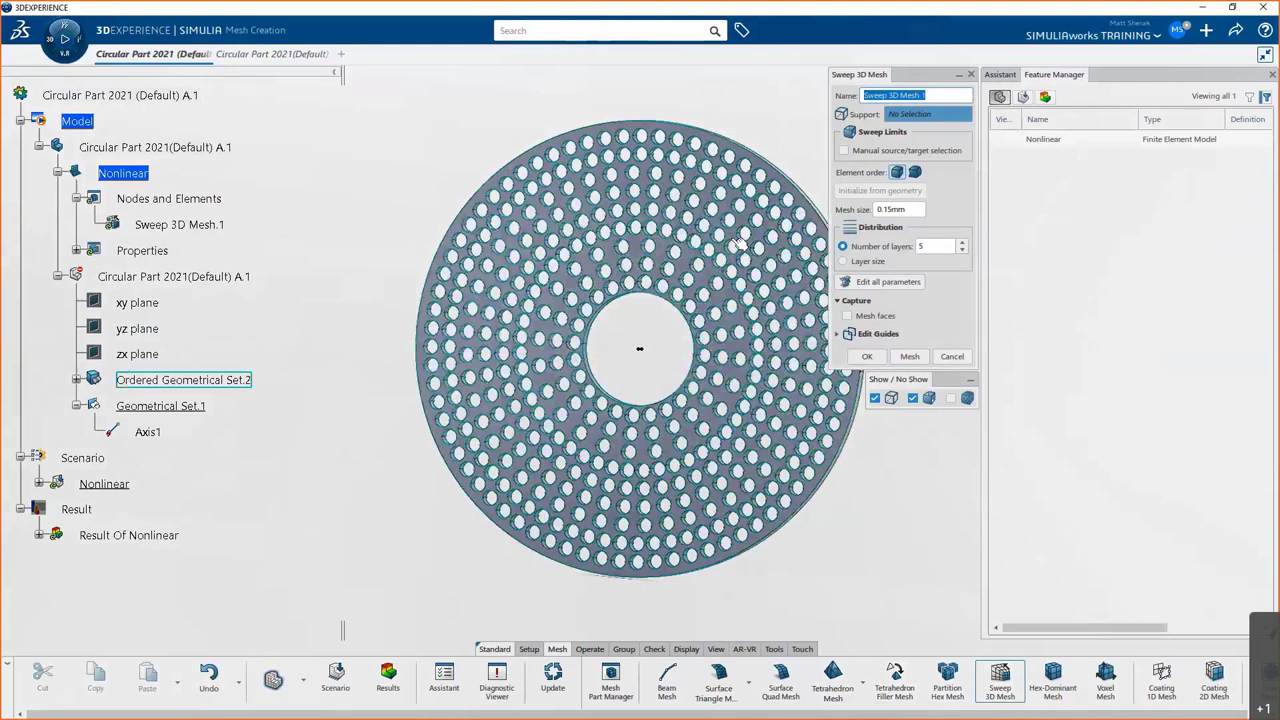 3DEXPERIENCE
3DEXPERIENCE | SIMULIA Mesh Creation
3D
V.R
Search
Matt Sherak
SIMULIAworks TRAINING
MS
Circular Part 2021 (Defaul
Circular Part 2021(Default)
+
Circular Part 2021 (Default) A.1
Model
Circular Part 2021(Default) A.1
Nonlinear
Nodes and Elements
Sweep 3D Mesh.1
Properties
Circular Part 2021(Default) A.1
xy plane
yz plane
zx plane
Ordered Geometrical Set.2
Geometrical Set.1
Axis1
Scenario
Nonlinear
Result
Result Of Nonlinear
Sweep 3D Mesh
Name: Sweep 3D Mesh.1
Support: No Selection
Sweep Limits
Manual source/target selection
Element order:
Initialize from geometry
Mesh size: 0.15mm
Distribution
Number of layers: 5
Layer size
Edit all parameters
Capture
Mesh faces
Edit Guides
OK Mesh Cancel
Show / No Show
Assistant Feature Manager
Viewing all 1
Vie... Name Type Definition
Nonlinear Finite Element Model
Standard Setup Mesh Operate Group Check Display View AR-VR Tools Touch
Cut
Copy
Paste
Undo
Scenario
Results
Assistant
Diagnostic Viewer
Update
Mesh Part Manager
Beam Mesh
Surface Triangle M...
Surface Quad Mesh
Tetrahedron Mesh
Tetrahedron Filler Mesh
Partition Hex Mesh
Sweep 3D Mesh
Hex-Dominant Mesh
Voxel Mesh
Coating 1D Mesh
Coating 2D Mesh
+1